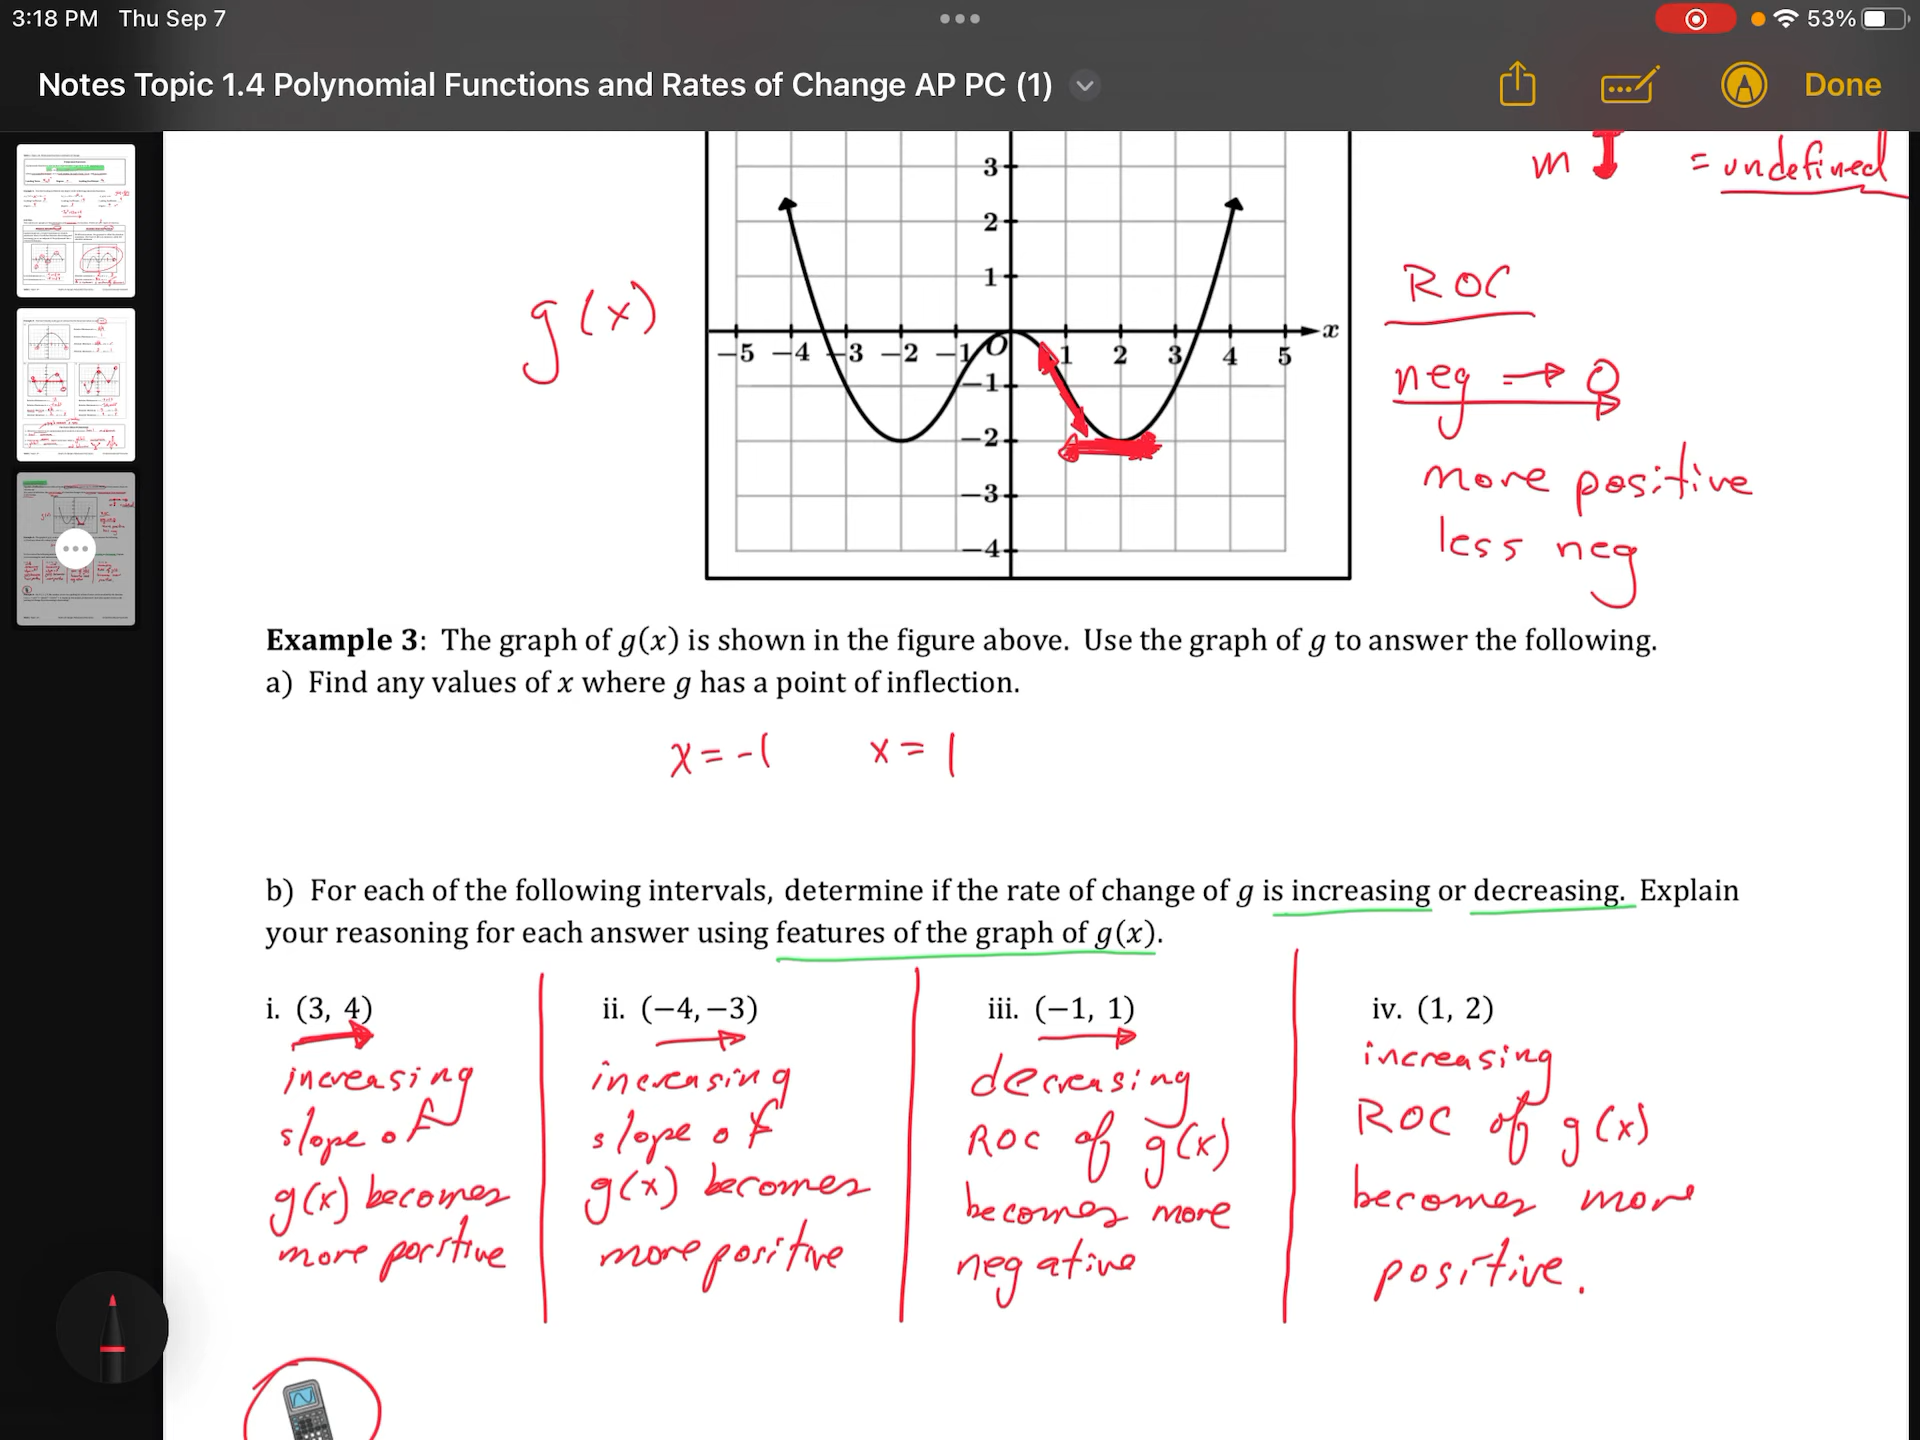 3:18 PM Thu Sep 7
53%
Notes Topic 1.4 Polynomial Functions and Rates of Change AP PC (1)
Done
m = undefined
3
2
1
x
−5 −4 −3 −2 −1 O 1 2 3 4 5
−1
−2
−3
−4
g(x)
ROC
neg → 0
more positive
less neg
Example 3: The graph of g(x) is shown in the figure above. Use the graph of g to answer the following.
a) Find any values of x where g has a point of inflection.
x = -1 x = 1
b) For each of the following intervals, determine if the rate of change of g is increasing or decreasing. Explain
your reasoning for each answer using features of the graph of g(x).
i. (3, 4)
increasing
slope of
g(x) becomes
more positive
ii. (−4, −3)
increasing
slope of
g(x) becomes
more positive
iii. (−1, 1)
decreasing
ROC of g(x)
becomes more
negative
iv. (1, 2)
increasing
ROC of g(x)
becomes more
positive.